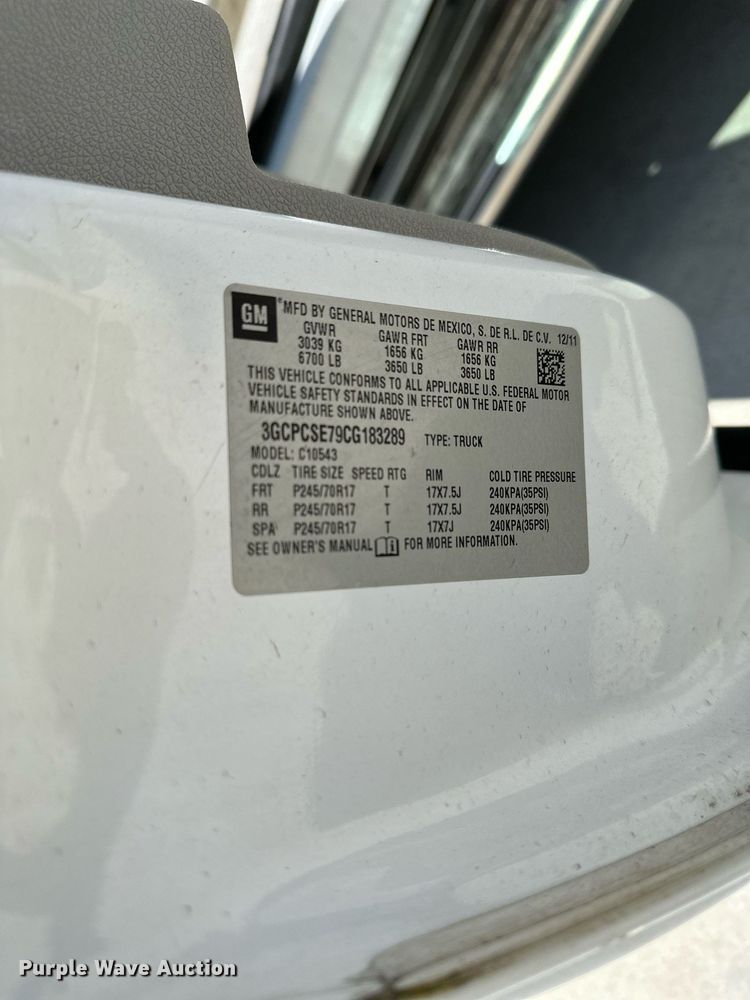 GM ® MFD BY GENERAL MOTORS DE MEXICO, S. DE R.L. DE C.V. 12/11
GVWR GAWR FRT GAWR RR
3039 KG 1656 KG 1656 KG
6700 LB 3650 LB 3650 LB
THIS VEHICLE CONFORMS TO ALL APPLICABLE U.S. FEDERAL MOTOR
VEHICLE SAFETY STANDARDS IN EFFECT ON THE DATE OF
MANUFACTURE SHOWN ABOVE.
3GCPCSE79CG183289 TYPE: TRUCK
MODEL: C10543
CDLZ TIRE SIZE SPEED RTG RIM COLD TIRE PRESSURE
FRT P245/70R17 T 17X7.5J 240KPA(35PSI)
RR P245/70R17 T 17X7.5J 240KPA(35PSI)
SPA P245/70R17 T 17X7J 240KPA(35PSI)
SEE OWNER'S MANUAL i FOR MORE INFORMATION.
Purple Wave Auction